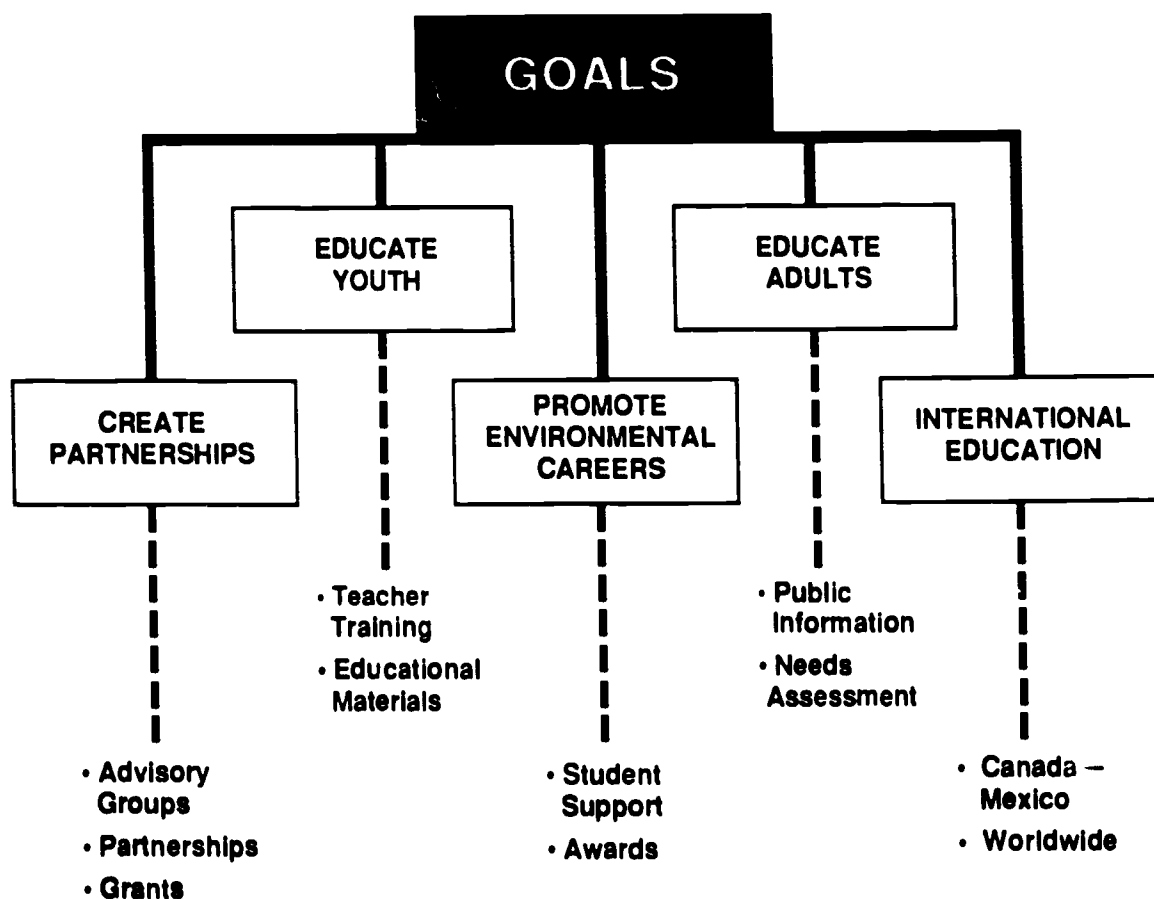 GOALS
EDUCATE
YOUTH
EDUCATE
ADULTS
CREATE
PARTNERSHIPS
PROMOTE
ENVIRONMENTAL
CAREERS
INTERNATIONAL
EDUCATION
• Teacher
Training
• Educational
Materials
• Public
Information
• Needs
Assessment
• Advisory
Groups
• Partnerships
• Grants
• Student
Support
• Awards
• Canada –
Mexico
• Worldwide